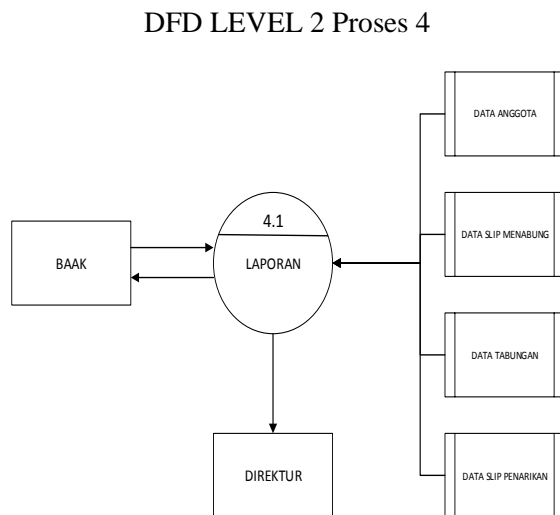 DFD LEVEL 2 Proses 4
DATA ANGGOTA
4.1
DATA SLIP MENABUNG
BAAK
LAPORAN
DATA TABUNGAN
DIREKTUR
DATA SLIP PENARIKAN